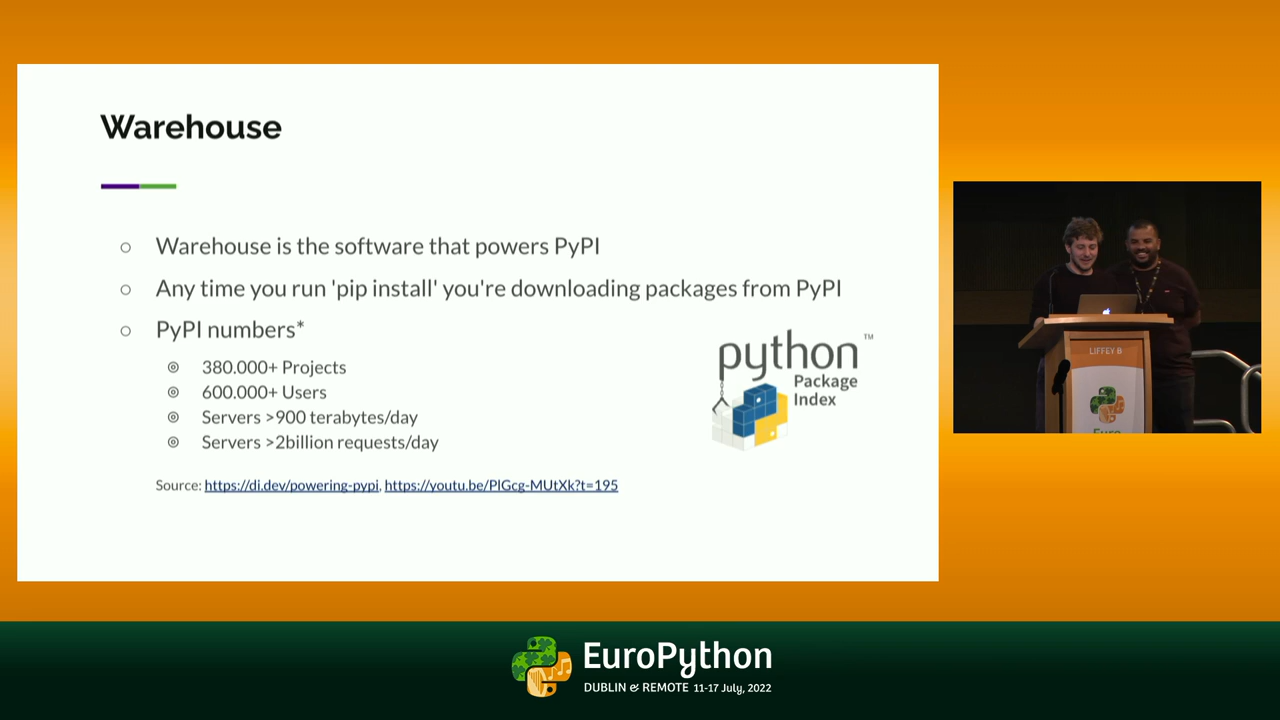 Warehouse
○ Warehouse is the software that powers PyPI
○ Any time you run 'pip install' you're downloading packages from PyPI
○ PyPI numbers*
◎ 380.000+ Projects
◎ 600.000+ Users
◎ Servers >900 terabytes/day
◎ Servers >2billion requests/day
Source: https://di.dev/powering-pypi, https://youtu.be/PlGcg-MUtXk?t=195
python™
Package
Index
LIFFEY B
Euro
EuroPython
DUBLIN & REMOTE 11-17 July, 2022